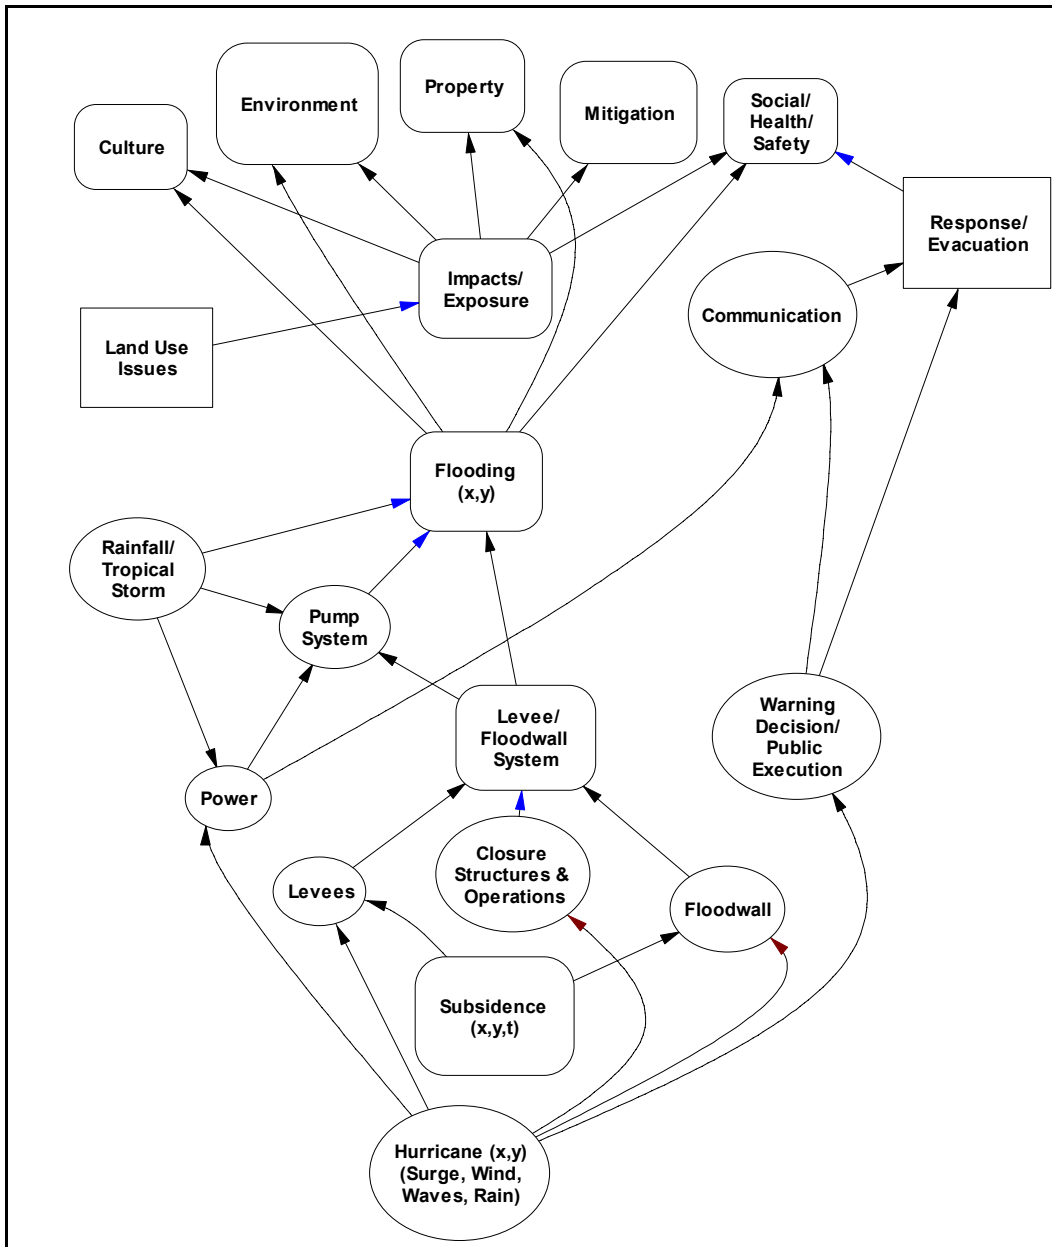 Culture
Environment
Property
Mitigation
Social/
Health/
Safety
Response/
Evacuation
Impacts/
Exposure
Communication
Land Use
Issues
Flooding
(x,y)
Rainfall/
Tropical
Storm
Pump
System
Levee/
Floodwall
System
Warning
Decision/
Public
Execution
Power
Levees
Closure
Structures &
Operations
Floodwall
Subsidence
(x,y,t)
Hurricane (x,y)
(Surge, Wind,
Waves, Rain)